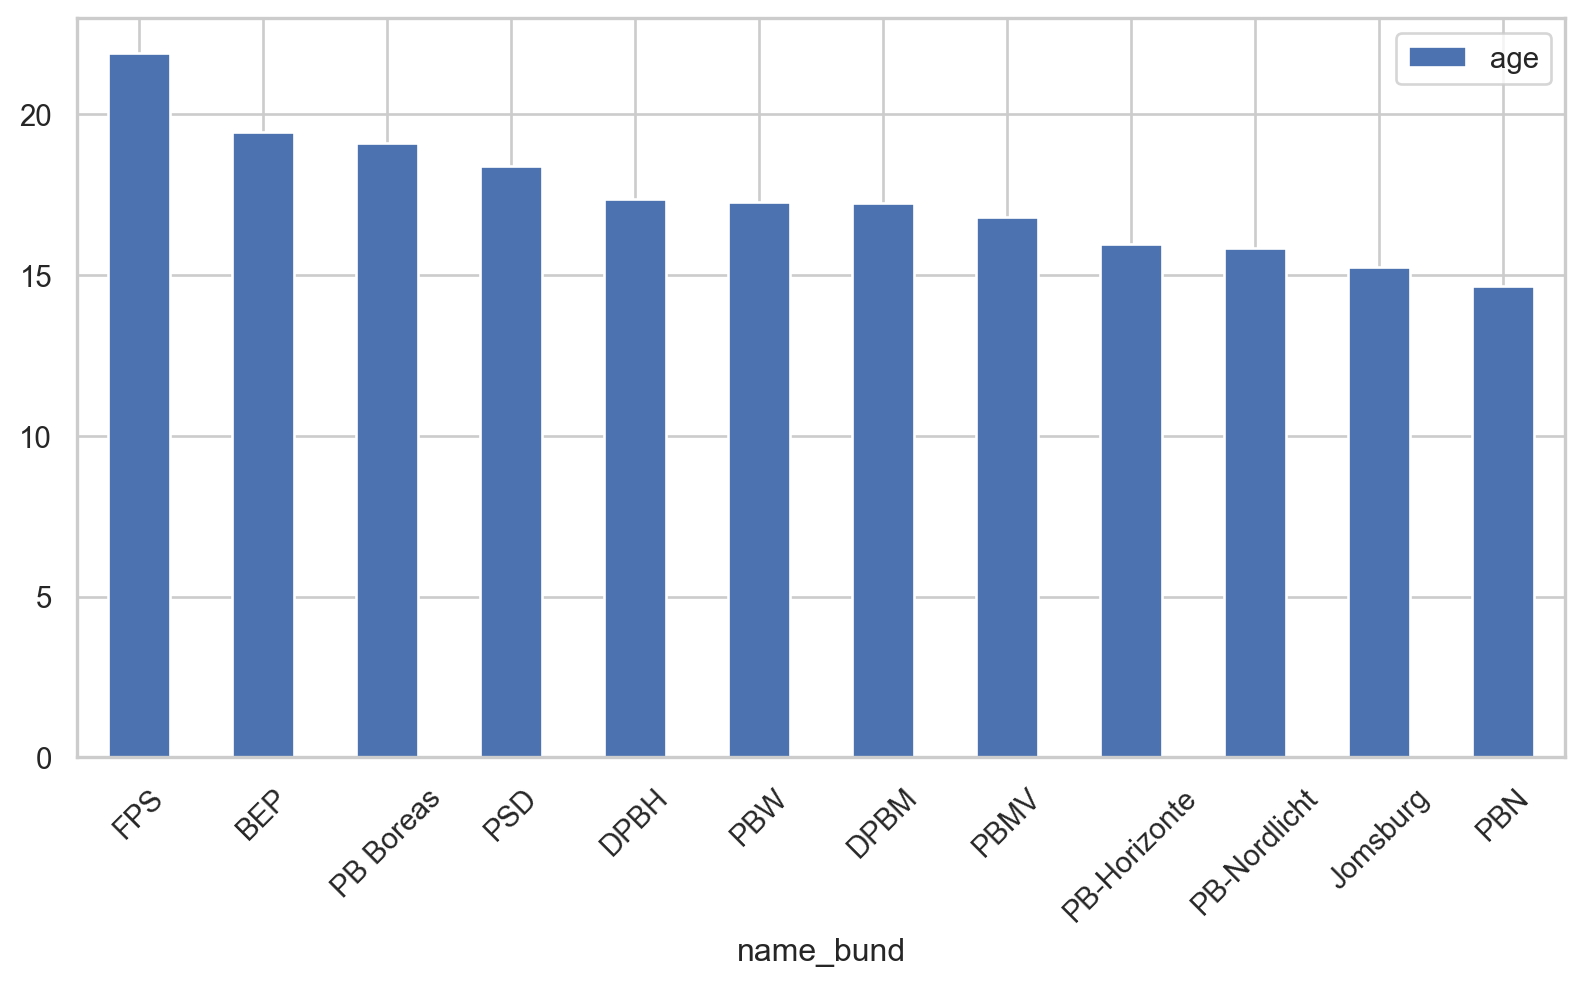 age
20
15
10
5
0
FPS
BEP
PB Boreas
PSD
DPBH
PBW
DPBM
PBMV
PB-Horizonte
PB-Nordlicht
Jomsburg
PBN
name_bund